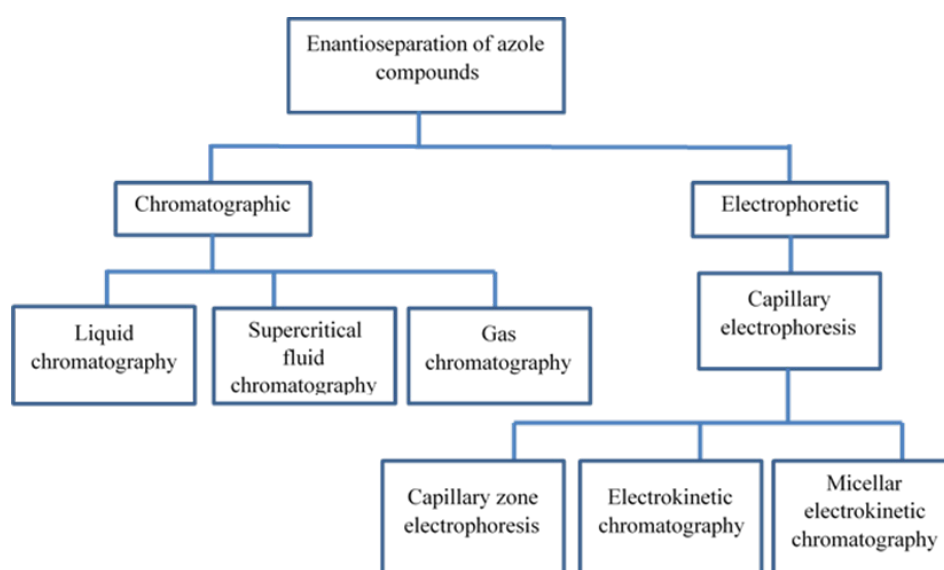 Enantioseparation of azole
compounds
Chromatographic
Electrophoretic
Liquid
chromatography
Supercritical
fluid
chromatography
Gas
chromatography
Capillary
electrophoresis
Capillary zone
electrophoresis
Electrokinetic
chromatography
Micellar
electrokinetic
chromatography